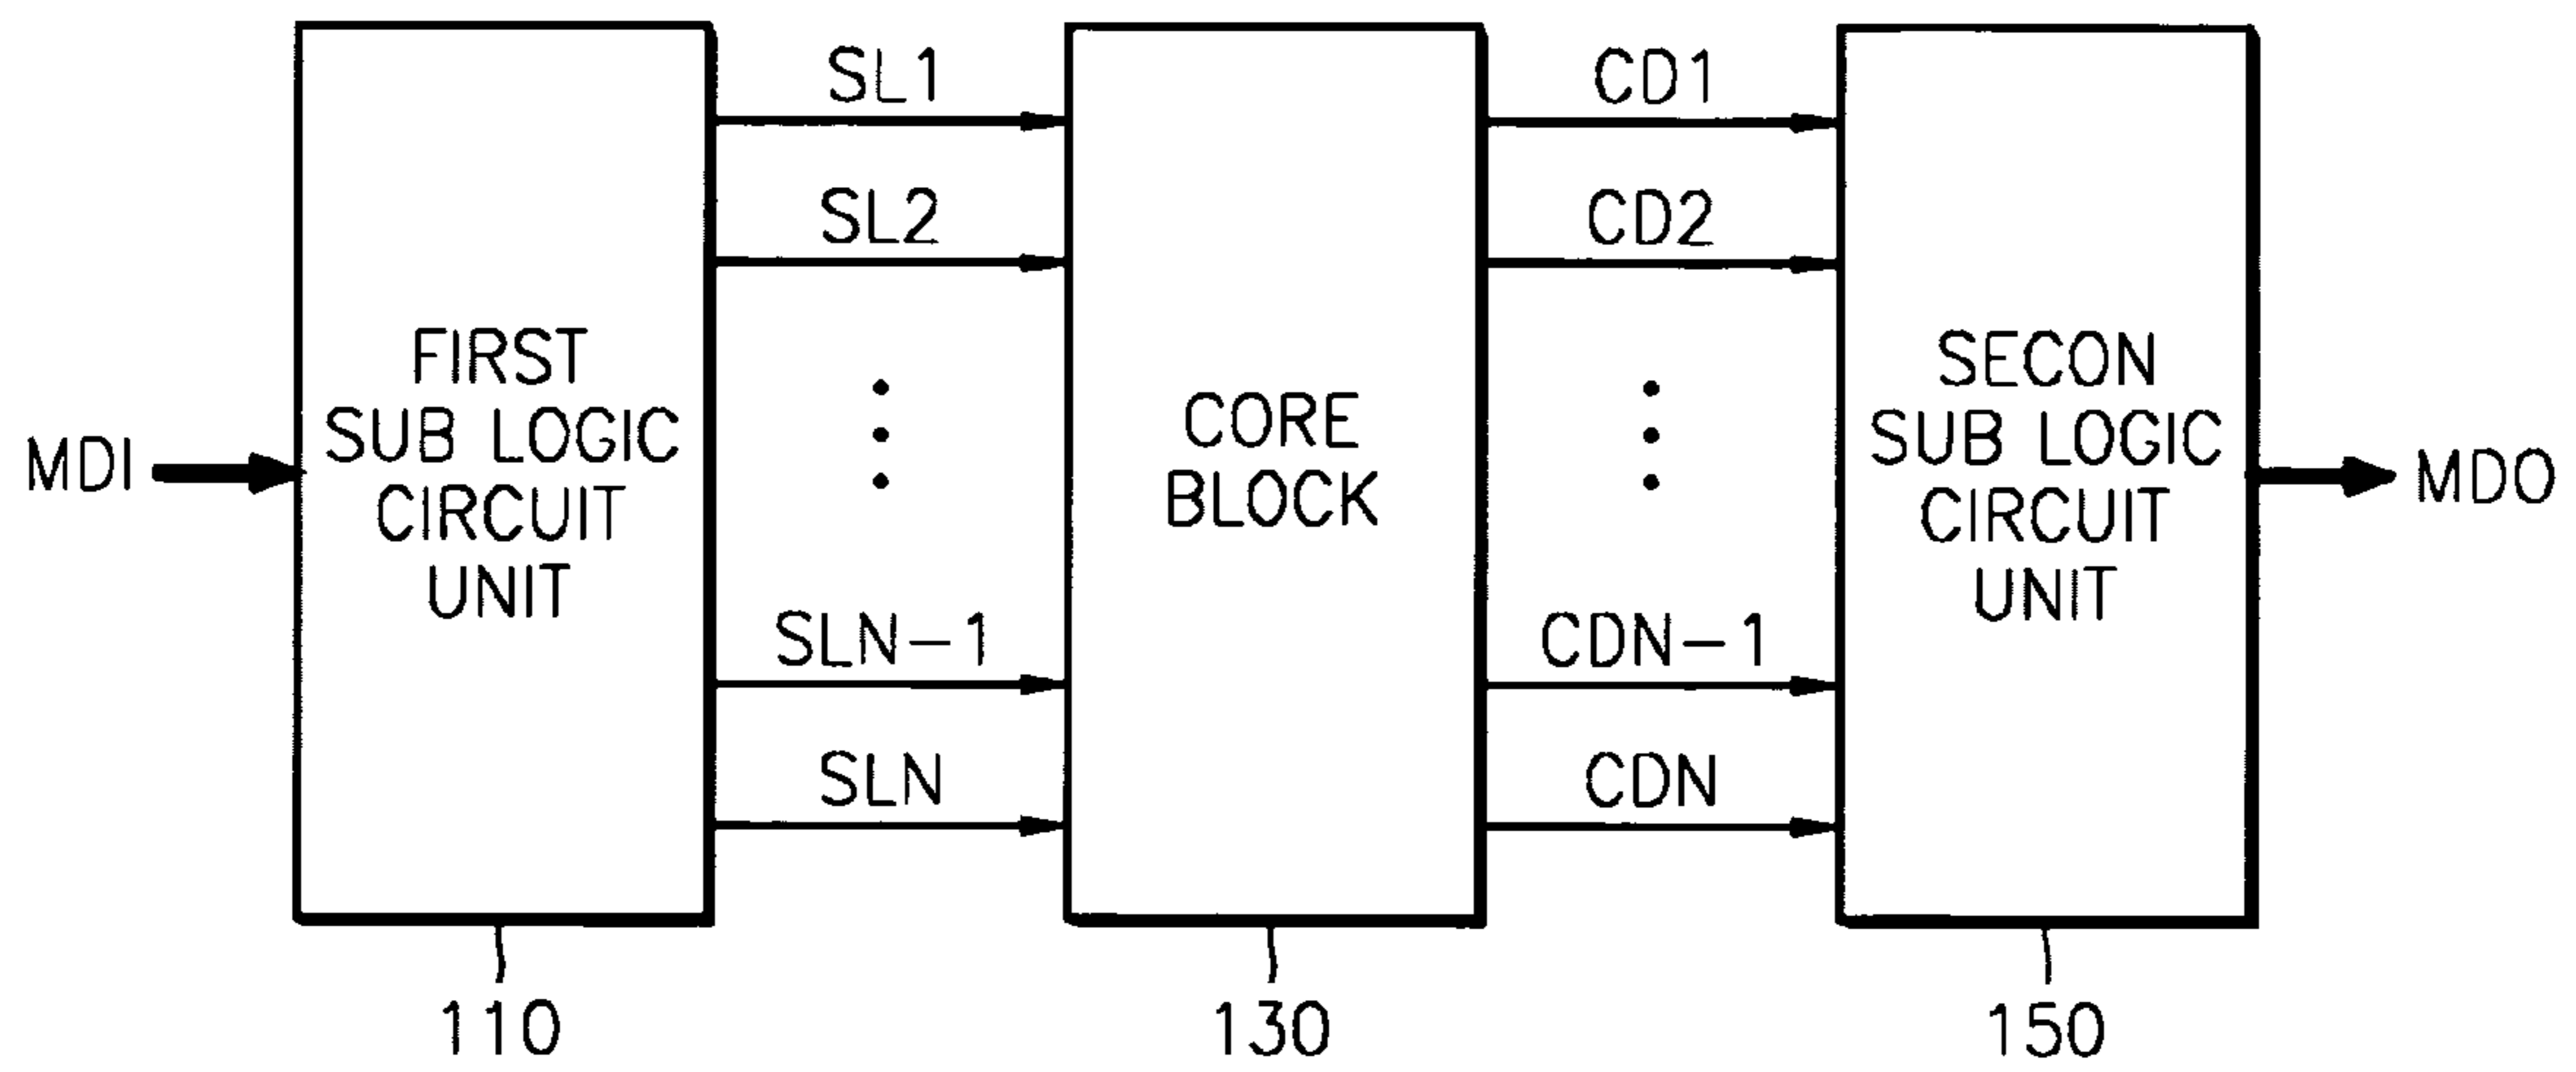 SL1
CD1
SL2
CD2
FIRST
SUB LOGIC
CIRCUIT
UNIT
CORE
BLOCK
SECON
SUB LOGIC
CIRCUIT
UNIT
MDI
MDO
SLN-1
CDN-1
SLN
CDN
110
130
150